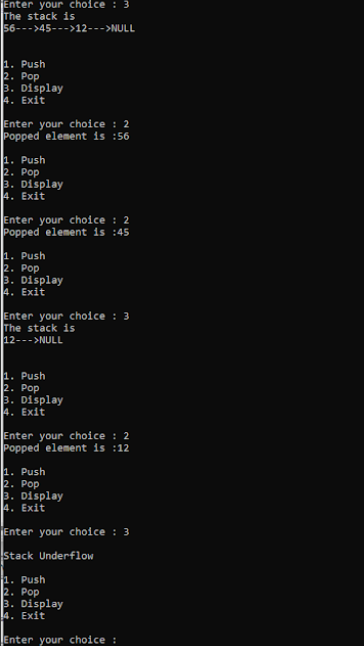 Enter your choice : 3
The stack is
56--->45--->12--->NULL
1. Push
2. Pop
3. Display
4. Exit
Enter your choice : 2
Popped element is :56
1. Push
2. Pop
3. Display
4. Exit
Enter your choice : 2
Popped element is :45
1. Push
2. Pop
3. Display
4. Exit
Enter your choice : 3
The stack is
12--->NULL
1. Push
2. Pop
3. Display
4. Exit
Enter your choice : 2
Popped element is :12
1. Push
2. Pop
3. Display
4. Exit
Enter your choice : 3
Stack Underflow
1. Push
2. Pop
3. Display
4. Exit
Enter your choice :